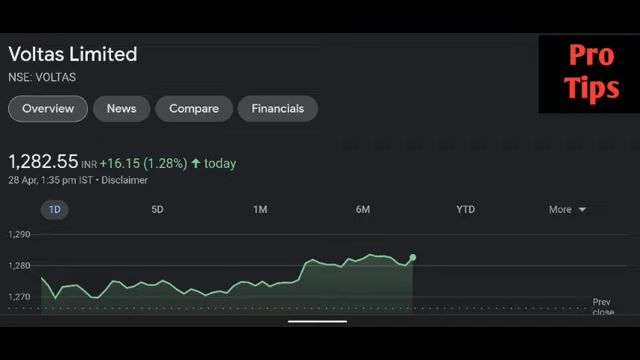 Voltas Limited
Pro
Tips
NSE: VOLTAS
Overview News Compare Financials
1,282.55 INR +16.15 (1.28%) ↑ today
28 Apr, 1:35 pm IST • Disclaimer
1D 5D 1M 6M YTD More
1,290
1,280
1,270
Prev
close